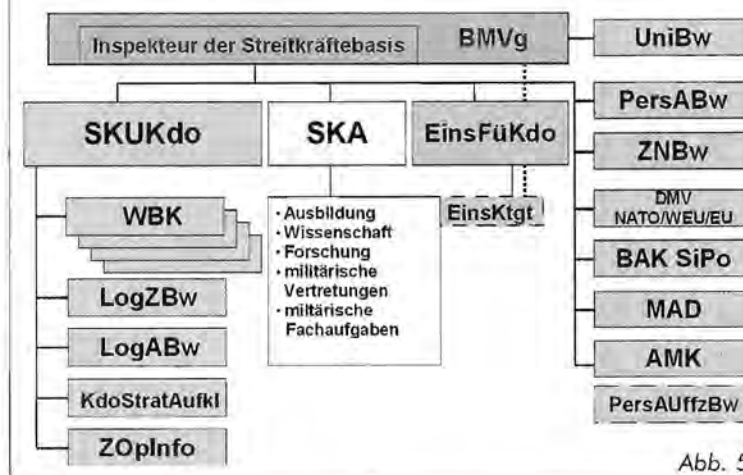 Inspekteur der Streitkräftebasis
BMVg
SKUKdo
WBK
LogZBw
LogABw
KdoStratAufkl
ZOpInfo
SKA
· Ausbildung
· Wissenschaft
· Forschung
· militärische
Vertretungen
· miltärische
Fachaufgaben
EinsFüKdo
EinsKtgt
UniBw
PersABw
ZNBw
DMV
NATO/WEU/EU
BAK SiPo
MAD
AMK
PersAUffzBw
Abb. 5